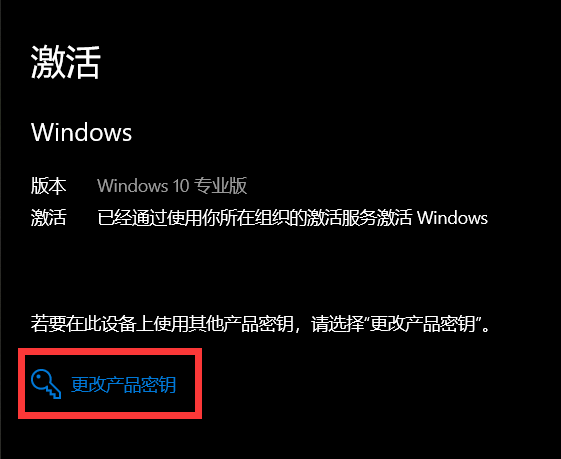 激活
Windows
版本 Windows 10 专业版
激活 已经通过使用你所在组织的激活服务激活 Windows
若要在此设备上使用其他产品密钥，请选择“更改产品密钥”。
更改产品密钥